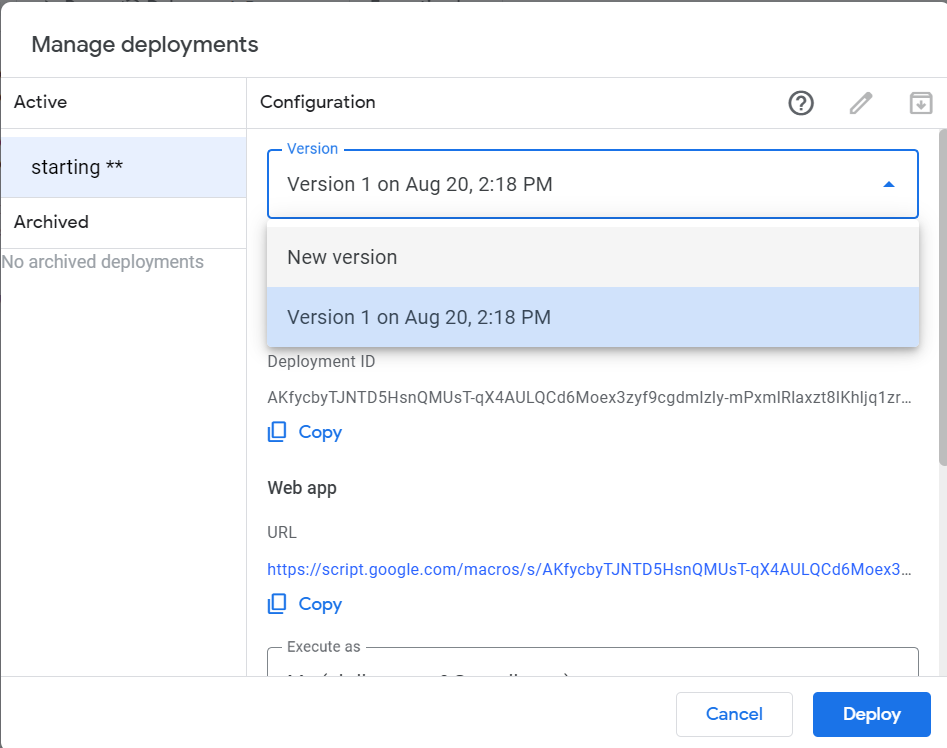 Manage deployments
Active
Configuration
starting **
Version
Version 1 on Aug 20, 2:18 PM
New version
Version 1 on Aug 20, 2:18 PM
Archived
No archived deployments
Deployment ID
AKfycbyTJNTD5HsnQMUsT-qX4AULQCd6Moex3zyf9cgdmIzly-mPxmlRlaxzt8lKhljq1zr...
Copy
Web app
URL
https://script.google.com/macros/s/AKfycbyTJNTD5HsnQMUsT-qX4AULQCd6Moex3...
Copy
Execute as
Cancel
Deploy